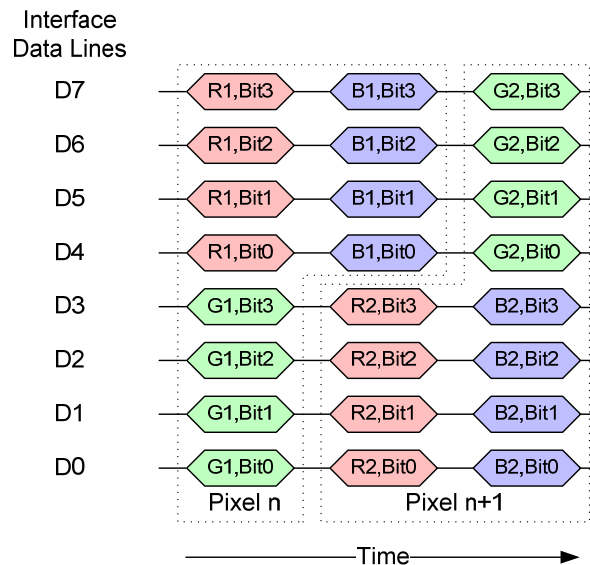 Interface
Data Lines
D7 R1,Bit3 B1,Bit3 G2,Bit3
D6 R1,Bit2 B1,Bit2 G2,Bit2
D5 R1,Bit1 B1,Bit1 G2,Bit1
D4 R1,Bit0 B1,Bit0 G2,Bit0
D3 G1,Bit3 R2,Bit3 B2,Bit3
D2 G1,Bit2 R2,Bit2 B2,Bit2
D1 G1,Bit1 R2,Bit1 B2,Bit1
D0 G1,Bit0 R2,Bit0 B2,Bit0
Pixel n Pixel n+1
Time